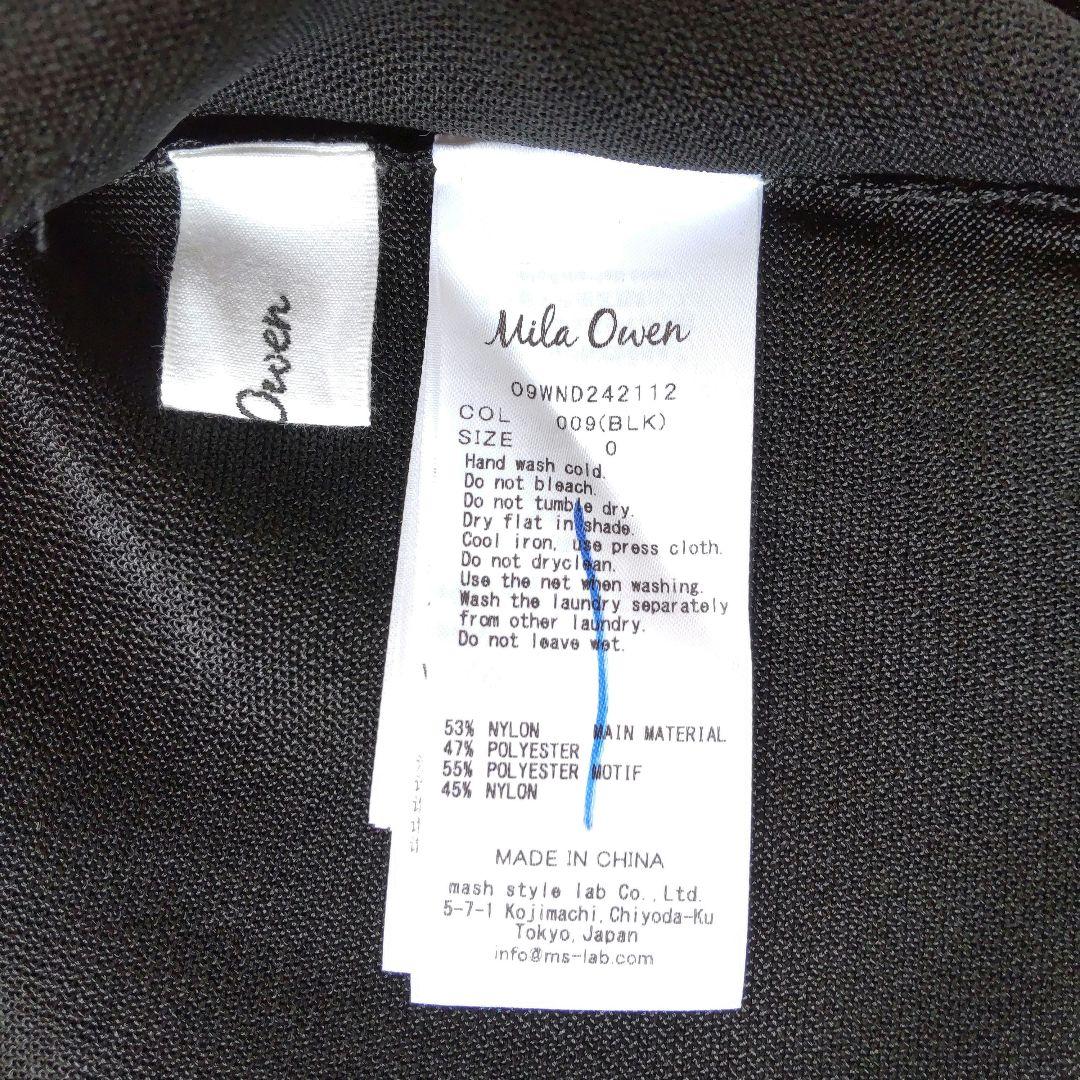 Owen
Mila Owen
09WND242112
COL 009(BLK)
SIZE 0
Hand wash cold.
Do not bleach.
Do not tumble dry.
Dry flat in shade.
Cool iron, use press cloth.
Do not dryclean.
Use the net when washing.
Wash the laundry separately
from other laundry.
Do not leave wet.
53% NYLON MAIN MATERIAL
47% POLYESTER
55% POLYESTER MOTIF
45% NYLON
MADE IN CHINA
mash style lab Co.,Ltd.
5-7-1 Kojimachi,Chiyoda-Ku
Tokyo,Japan
info@ms-lab.com